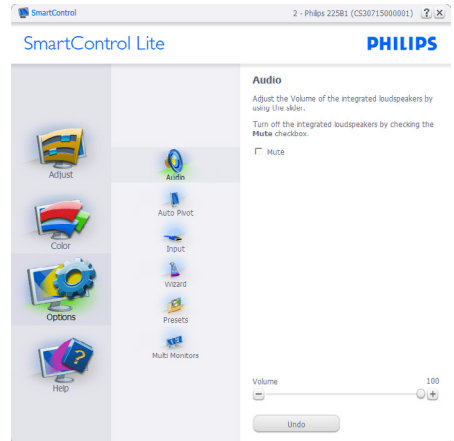 SmartControl
2 - Philips 225B1 (CS30715000001) ? X
SmartControl Lite
PHILIPS
Adjust
Color
Options
Help
Audio
Auto Pivot
Input
Wizard
Presets
Multi Monitors
Audio
Adjust the Volume of the integrated loudspeakers by
using the slider.
Turn off the integrated loudspeakers by checking the
Mute checkbox.
Mute
Volume 100
Undo